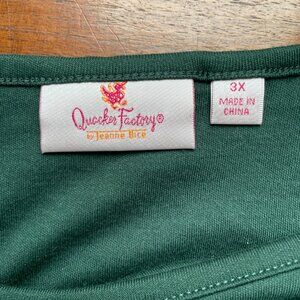 Quacker Factory®
by Jeanne Bice
3X
MADE IN
CHINA